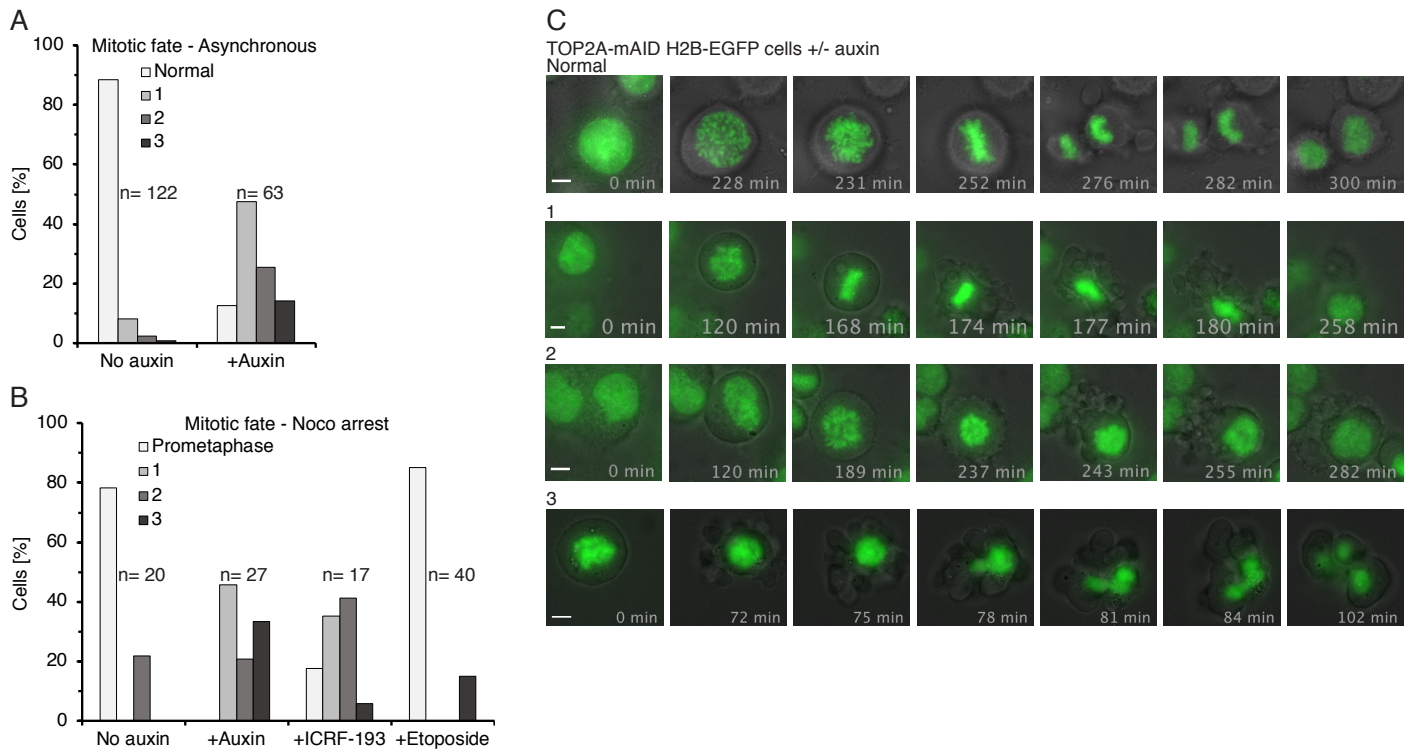 A
Mitotic fate - Asynchronous
Normal
1
2
3
100
80
60
40
20
0
Cells [%]
n= 122
n= 63
No auxin
+Auxin
B
Mitotic fate - Noco arrest
Prometaphase
1
2
3
100
80
60
40
20
0
Cells [%]
n= 20
n= 27
n= 17
n= 40
No auxin
+Auxin
+ICRF-193
+Etoposide
C
TOP2A-mAID H2B-EGFP cells +/- auxin
Normal
0 min
228 min
231 min
252 min
276 min
282 min
300 min
1
0 min
120 min
168 min
174 min
177 min
180 min
258 min
2
0 min
120 min
189 min
237 min
243 min
255 min
282 min
3
0 min
72 min
75 min
78 min
81 min
84 min
102 min